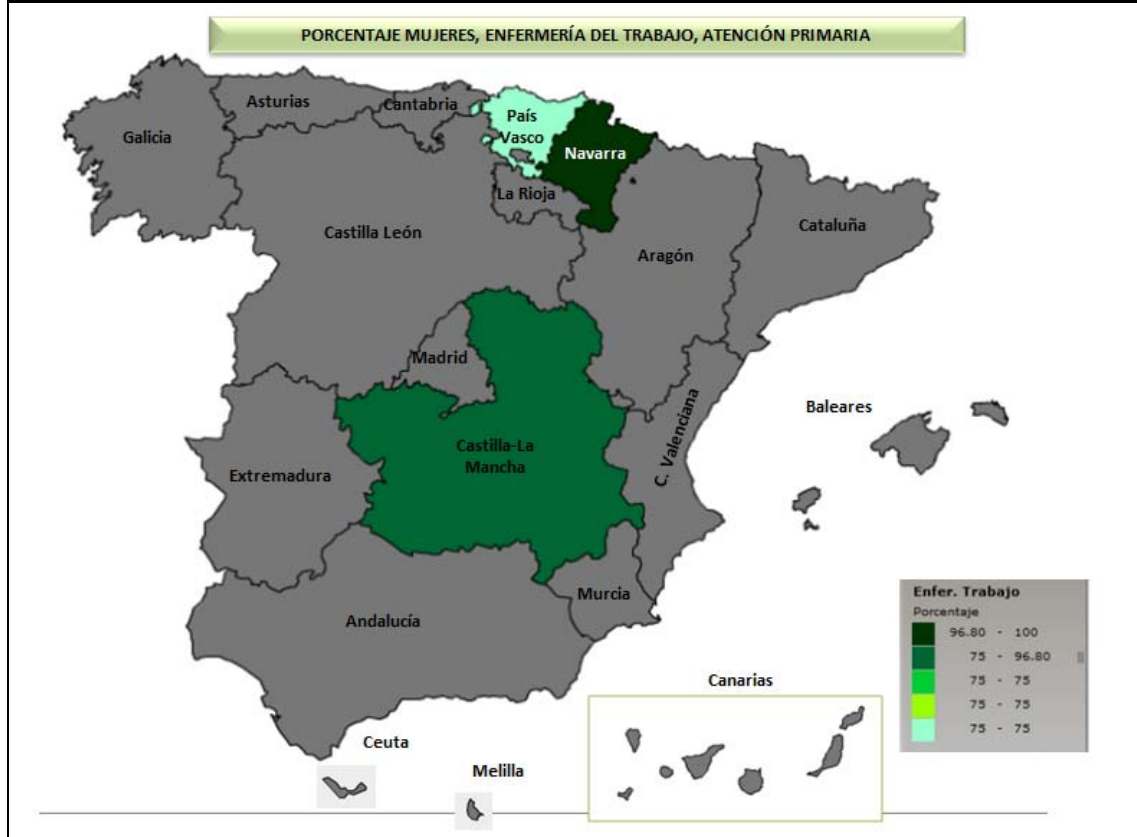 PORCENTAJE MUJERES, ENFERMERÍA DEL TRABAJO, ATENCIÓN PRIMARIA
Asturias
Cantabria
País
Vasco
Galicia
Navarra
La Rioja
Castilla León
Cataluña
Aragón
Madrid
Baleares
C. Valenciana
Castilla-La
Mancha
Extremadura
Murcia
Andalucía
Enfer. Trabajo
Porcentaje
96.80 - 100
75 - 96.80
75 - 75
75 - 75
75 - 75
Canarias
Ceuta
Melilla